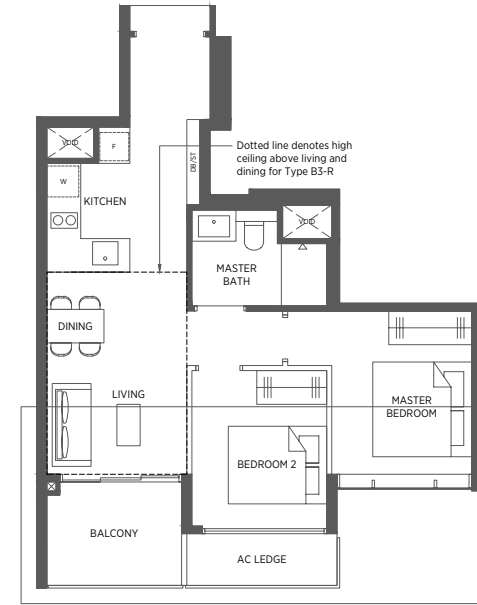 VOID
F
DB/ST
Dotted line denotes high
ceiling above living and
dining for Type B3-R
W
KITCHEN
VOID
MASTER
BATH
DINING
LIVING
MASTER
BEDROOM
BEDROOM 2
BALCONY
AC LEDGE